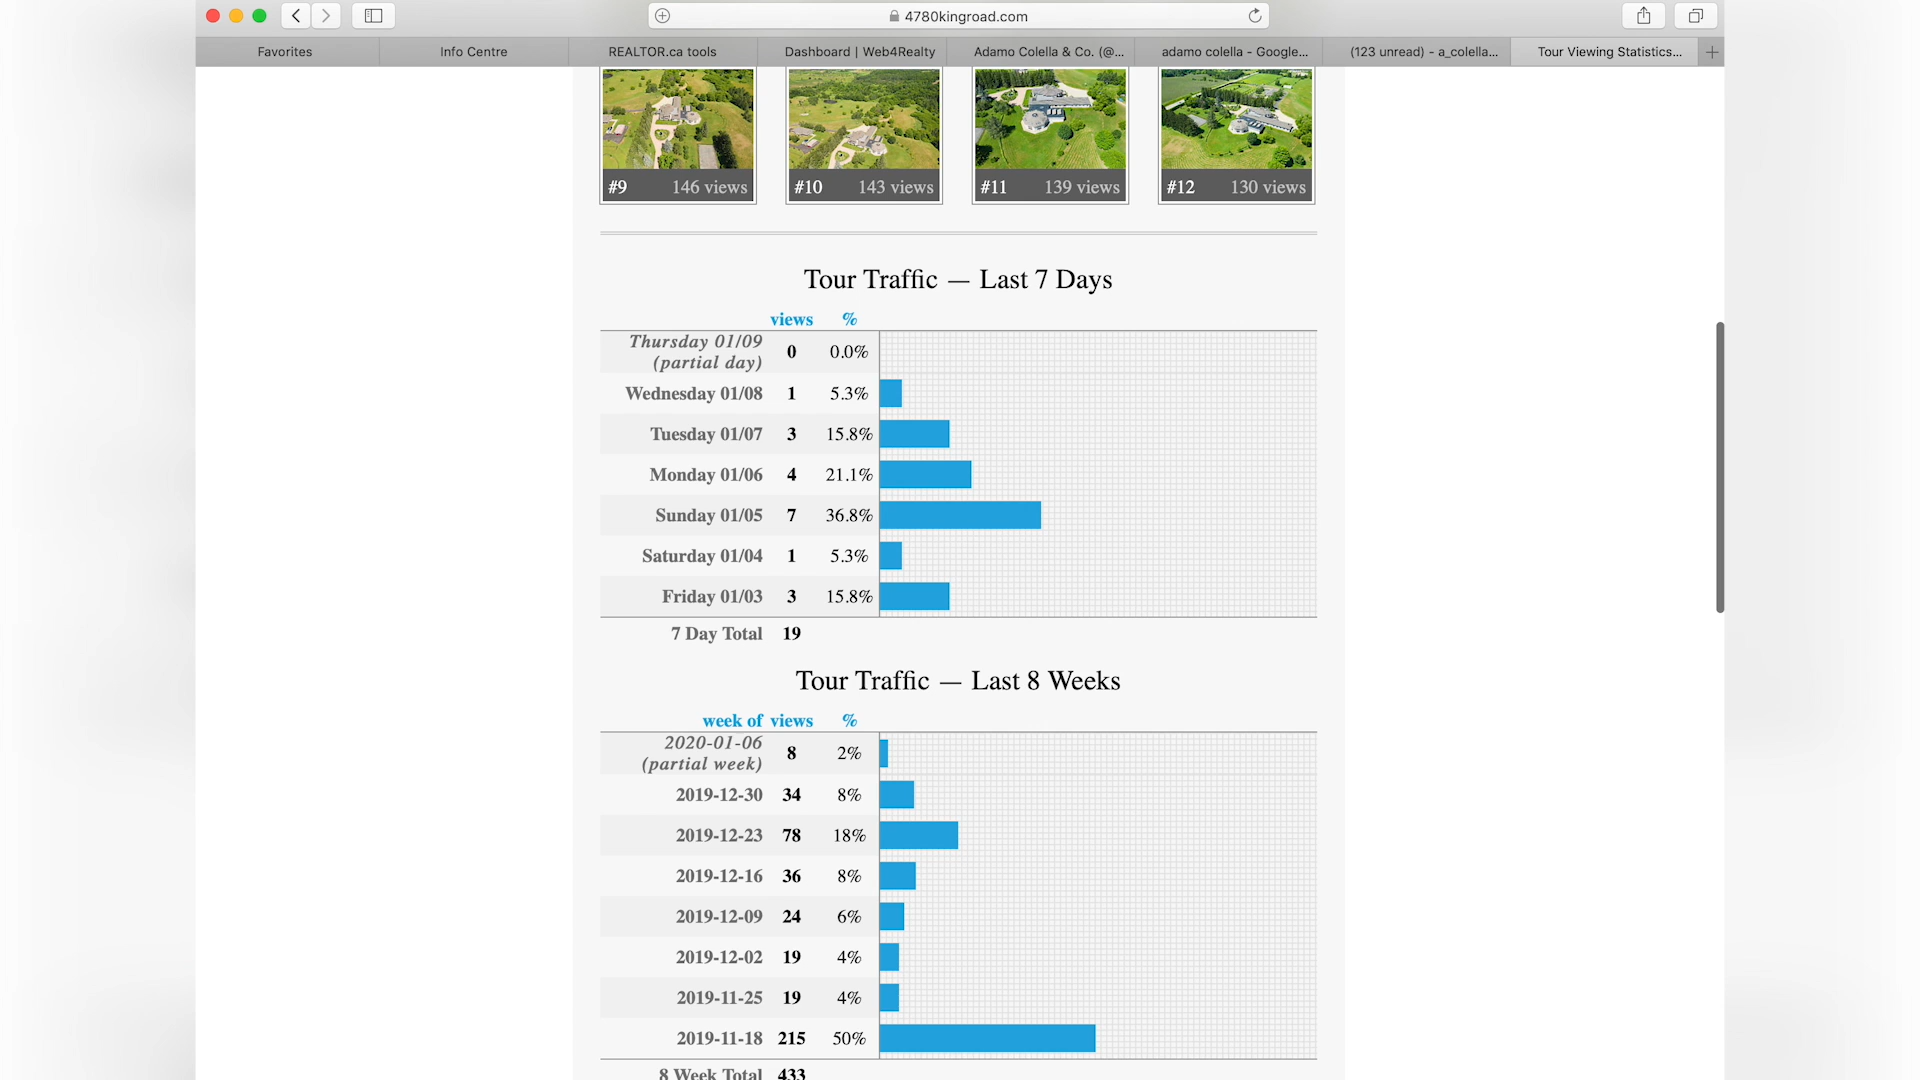 4780kingroad.com
Favorites Info Centre REALTOR.ca tools Dashboard | Web4Realty Adamo Colella & Co. (@... adamo colella - Google... (123 unread) - a_colella... Tour Viewing Statistics...
#9 146 views #10 143 views #11 139 views #12 130 views
Tour Traffic — Last 7 Days
views %
Thursday 01/09
(partial day) 0 0.0%
Wednesday 01/08 1 5.3%
Tuesday 01/07 3 15.8%
Monday 01/06 4 21.1%
Sunday 01/05 7 36.8%
Saturday 01/04 1 5.3%
Friday 01/03 3 15.8%
7 Day Total 19
Tour Traffic — Last 8 Weeks
week of views %
2020-01-06
(partial week) 8 2%
2019-12-30 34 8%
2019-12-23 78 18%
2019-12-16 36 8%
2019-12-09 24 6%
2019-12-02 19 4%
2019-11-25 19 4%
2019-11-18 215 50%
8 Week Total 433